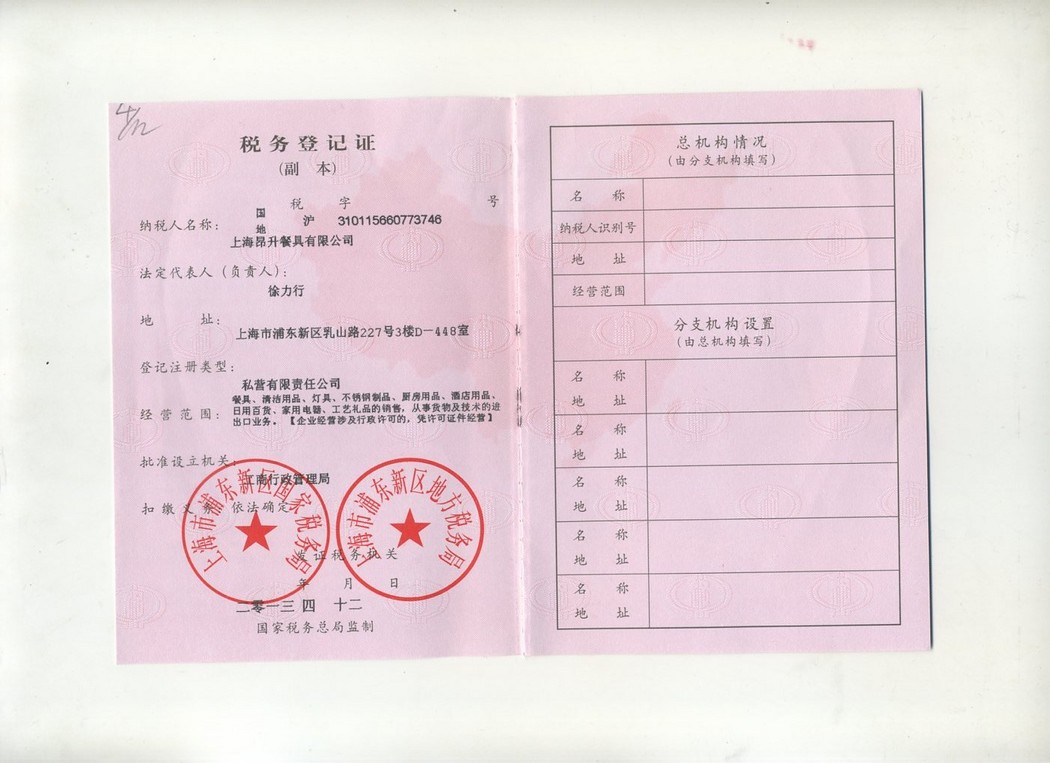 税务登记证
(副 本)
税 字 号
国
地
沪 310115660773746
纳税人名称:
上海昂升餐具有限公司
法定代表人(负责人):
徐力行
地 址:
上海市浦东新区乳山路227号3楼D-448室
登记注册类型:
私营有限责任公司
经营范围:
餐具、清洁用品、灯具、不锈钢制品、厨房用品、酒店用品、
日用百货、家用电器、工艺礼品的销售,从事货物及技术的进
出口业务。【企业经营涉及行政许可的,凭许可证件经营】
批准设立机关:
工商行政管理局
扣缴义务 依法确定
上海市浦东新区国家税务局
上海市浦东新区地方税务局
发证税务机关
年 月 日
二零一三 四 十二
国家税务总局监制
总机构情况
(由分支机构填写)
名 称
纳税人识别号
地 址
经营范围
分支机构设置
(由总机构填写)
名 称
地 址
名 称
地 址
名 称
地 址
名 称
地 址
名 称
地 址